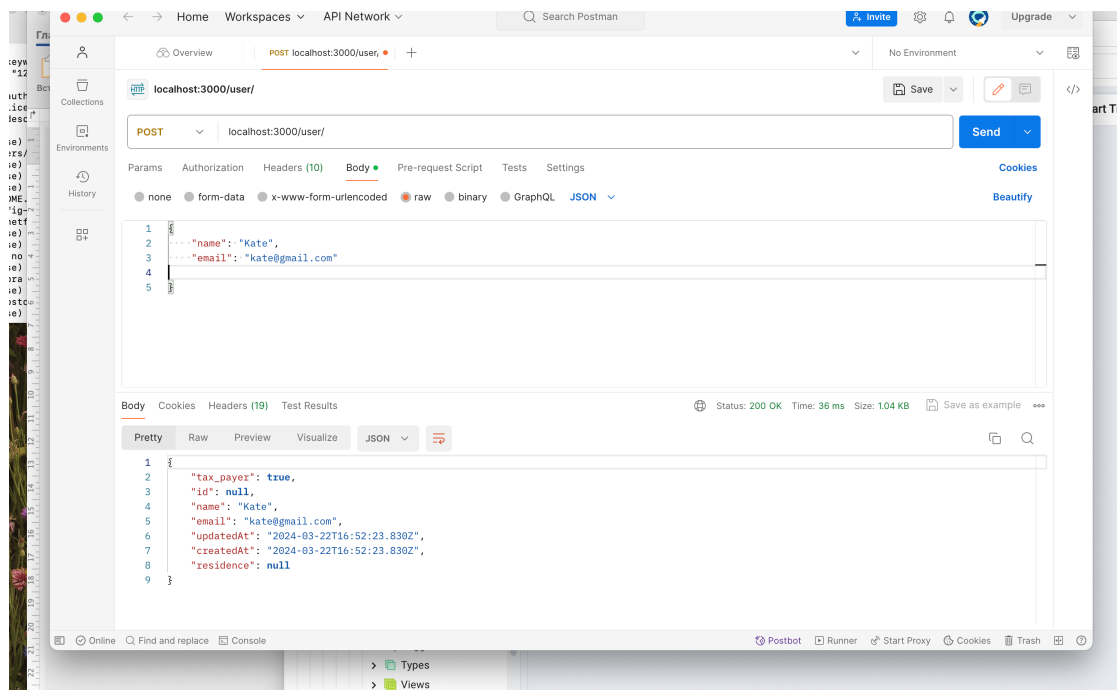 Home Workspaces API Network Search Postman Invite Upgrade
Overview POST localhost:3000/user, No Environment
HTTP localhost:3000/user/ Save
POST localhost:3000/user/ Send
Params Authorization Headers (10) Body Pre-request Script Tests Settings Cookies
none form-data x-www-form-urlencoded raw binary GraphQL JSON Beautify
Collections
Environments
History
1 {
2 ····"name":·"Kate",
3 ····"email":·"kate@gmail.com"
4
5 }
Body Cookies Headers (19) Test Results Status: 200 OK Time: 36 ms Size: 1.04 KB Save as example
Pretty Raw Preview Visualize JSON
1 {
2 "tax_payer": true,
3 "id": null,
4 "name": "Kate",
5 "email": "kate@gmail.com",
6 "updatedAt": "2024-03-22T16:52:23.830Z",
7 "createdAt": "2024-03-22T16:52:23.830Z",
8 "residence": null
9 }
Online Find and replace Console Postbot Runner Start Proxy Cookies Trash
Types
Views